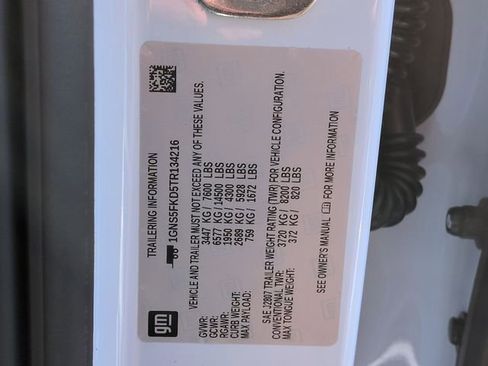 gm
TRAILERING INFORMATION
1GNS5FKD5TR134216
VEHICLE AND TRAILER MUST NOT EXCEED ANY OF THESE VALUES.
GVWR: 3447 KG / 7600 LBS
GCWR: 6577 KG / 14500 LBS
RGAWR: 1950 KG / 4300 LBS
CURB WEIGHT: 2689 KG / 5928 LBS
MAX PAYLOAD: 759 KG / 1672 LBS
SAE J2807 TRAILER WEIGHT RATING (TWR) FOR VEHICLE CONFIGURATION.
CONVENTIONAL TWR: 3720 KG / 8200 LBS
MAX TONGUE WEIGHT: 372 KG / 820 LBS
SEE OWNER'S MANUAL FOR MORE INFORMATION